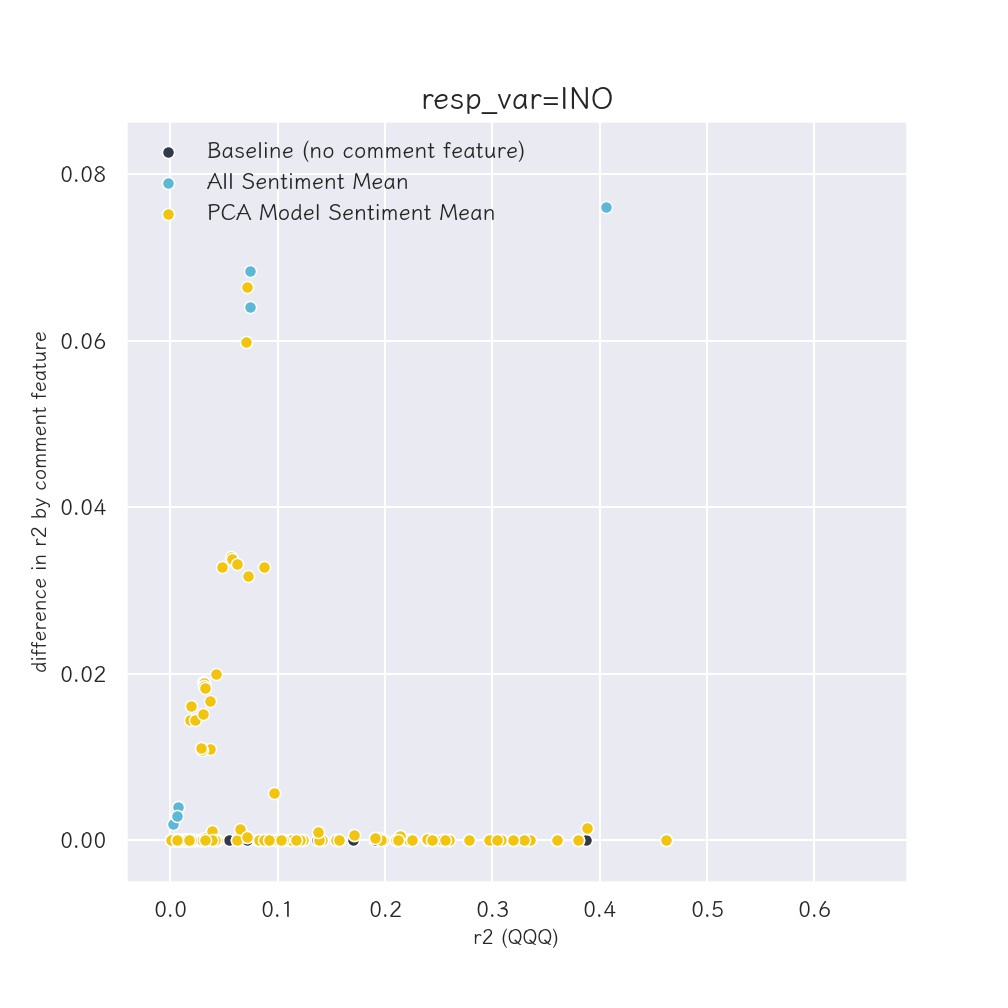 resp_var=INO
Baseline (no comment feature)
All Sentiment Mean
PCA Model Sentiment Mean
difference in r2 by comment feature
0.08
0.06
0.04
0.02
0.00
0.0 0.1 0.2 0.3 0.4 0.5 0.6
r2 (QQQ)